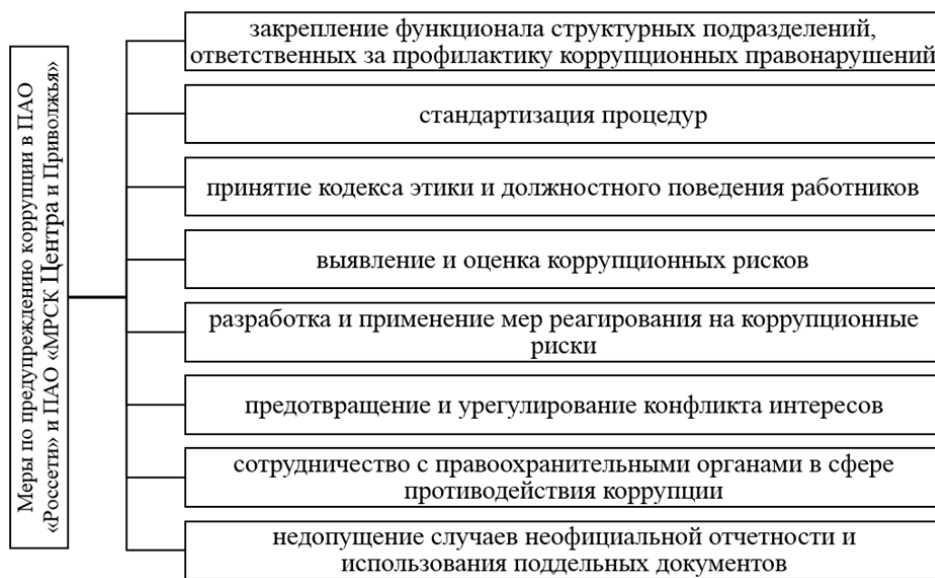 Меры по предупреждению коррупции в ПАО
«Россети» и ПАО «МРСК Центра и Приволжья»
закрепление функционала структурных подразделений,
ответственных за профилактику коррупционных правонарушений
стандартизация процедур
принятие кодекса этики и должностного поведения работников
выявление и оценка коррупционных рисков
разработка и применение мер реагирования на коррупционные
риски
предотвращение и урегулирование конфликта интересов
сотрудничество с правоохранительными органами в сфере
противодействия коррупции
недопущение случаев неофициальной отчетности и
использования поддельных документов